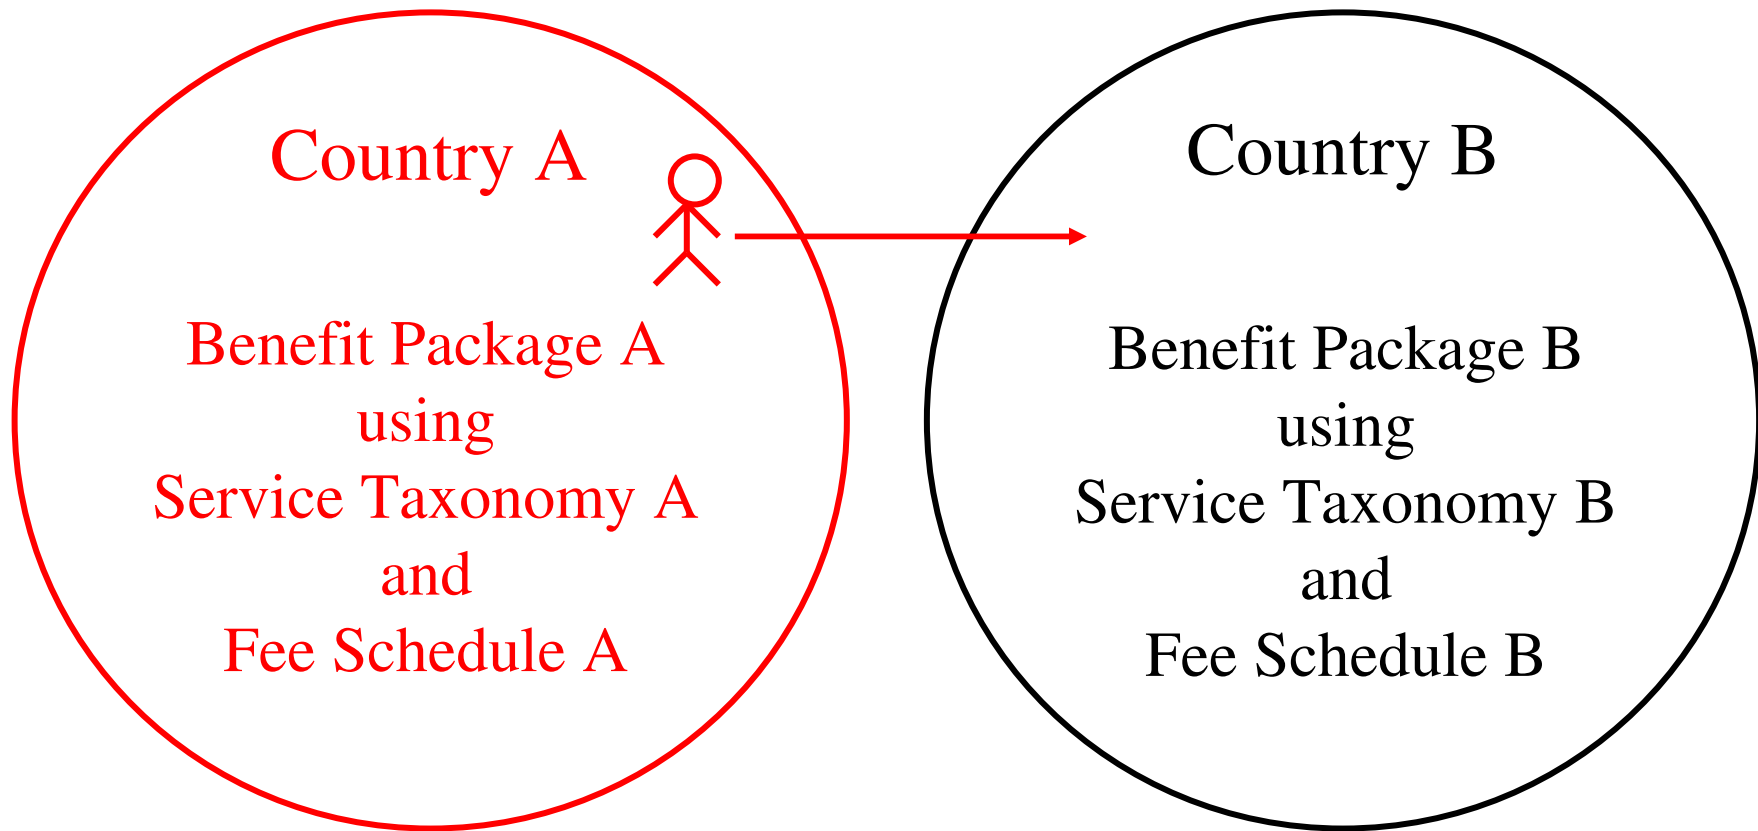 Country A
Benefit Package A
using
Service Taxonomy A
and
Fee Schedule A
Country B
Benefit Package B
using
Service Taxonomy B
and
Fee Schedule B